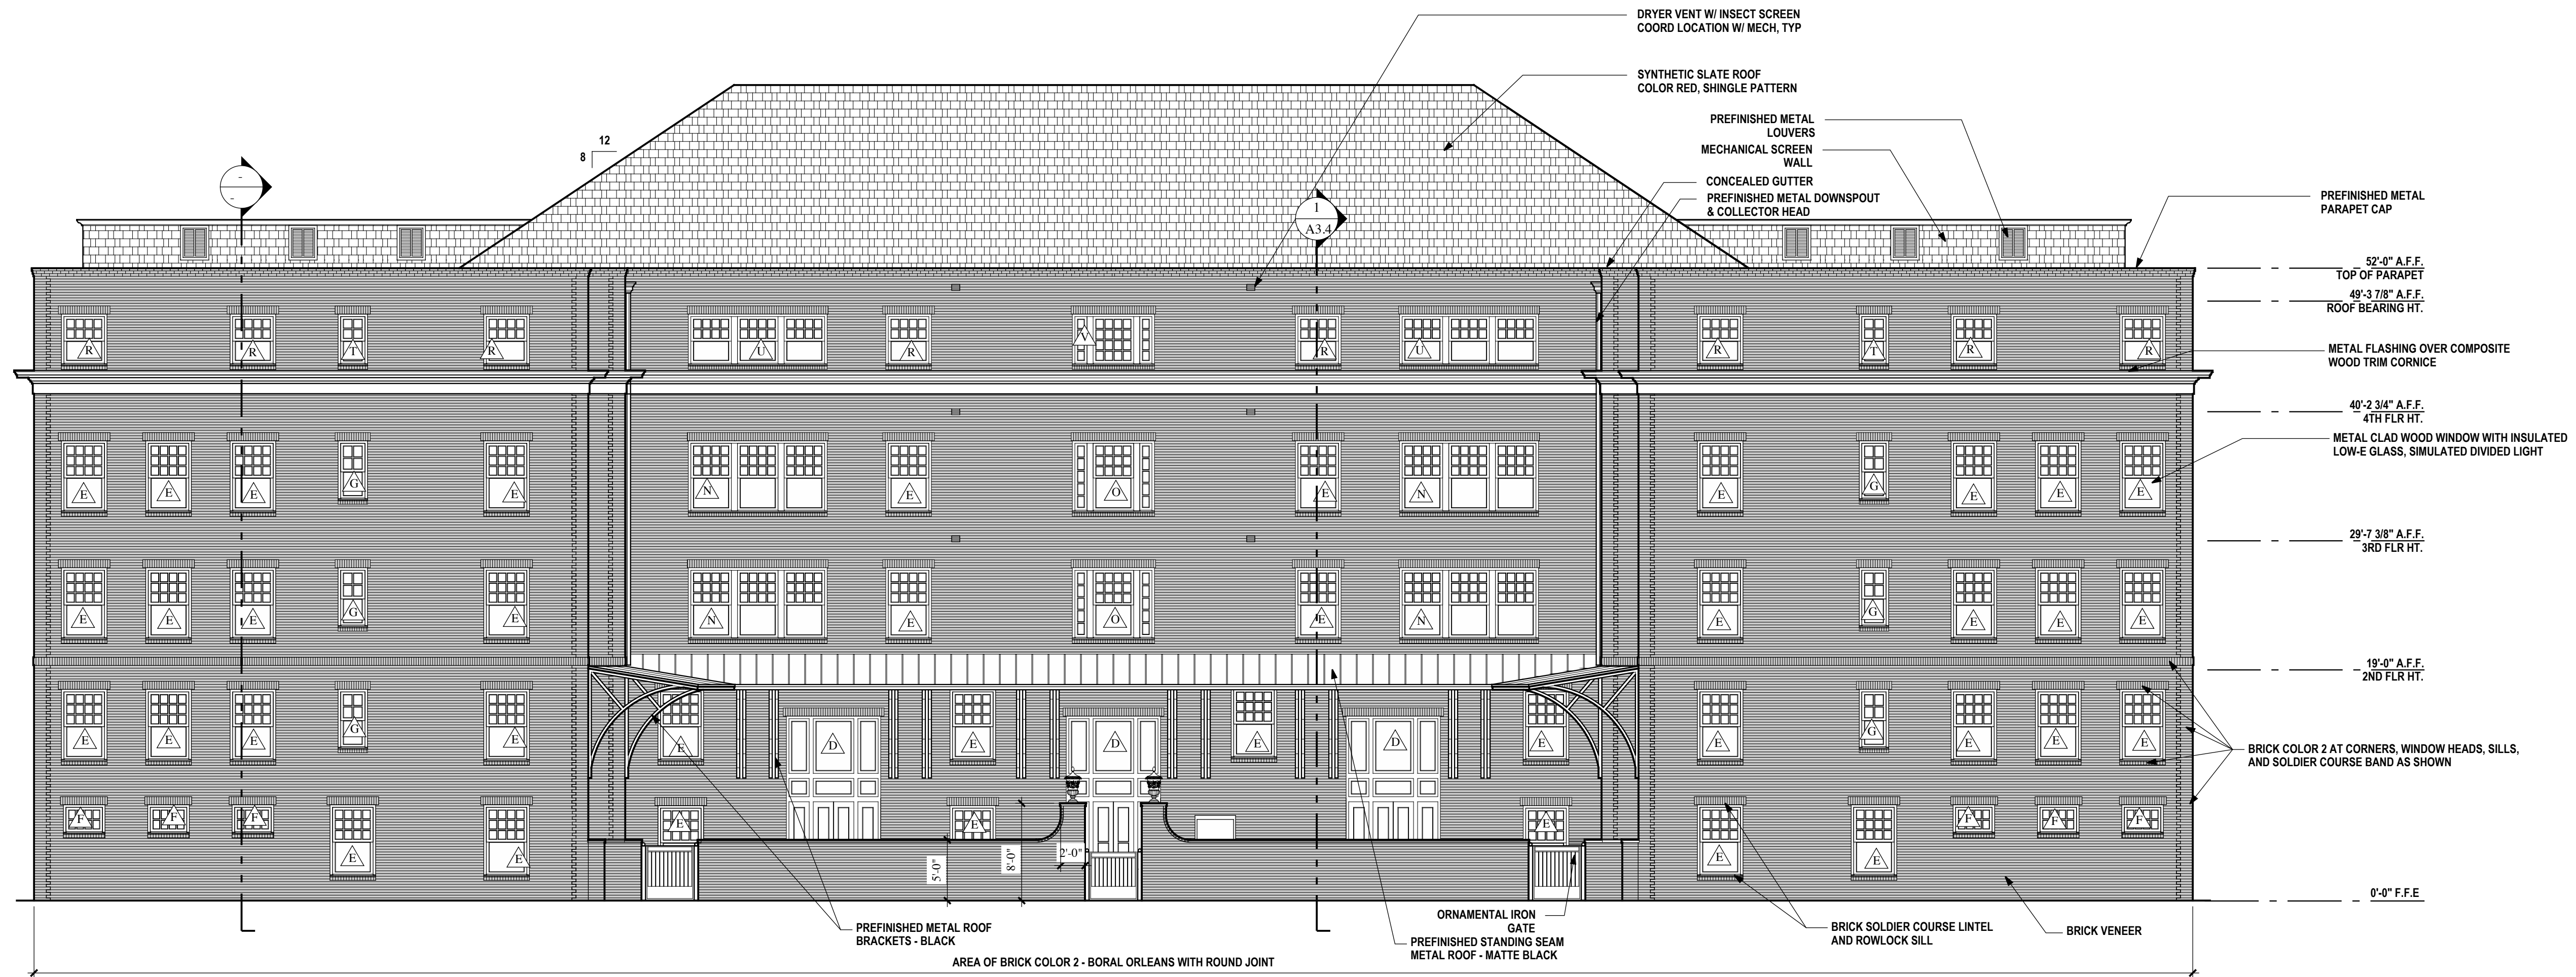 DRYER VENT W/ INSECT SCREEN
COORD LOCATION W/ MECH, TYP
SYNTHETIC SLATE ROOF
COLOR RED, SHINGLE PATTERN
PREFINISHED METAL
LOUVERS
MECHANICAL SCREEN
WALL
CONCEALED GUTTER
PREFINISHED METAL DOWNSPOUT
& COLLECTOR HEAD
12
8
-
-
1
A3.4
PREFINISHED METAL
PARAPET CAP
52'-0" A.F.F.
TOP OF PARAPET
49'-3 7/8" A.F.F.
ROOF BEARING HT.
METAL FLASHING OVER COMPOSITE
WOOD TRIM CORNICE
40'-2 3/4" A.F.F.
4TH FLR HT.
METAL CLAD WOOD WINDOW WITH INSULATED
LOW-E GLASS, SIMULATED DIVIDED LIGHT
29'-7 3/8" A.F.F.
3RD FLR HT.
19'-0" A.F.F.
2ND FLR HT.
BRICK COLOR 2 AT CORNERS, WINDOW HEADS, SILLS,
AND SOLDIER COURSE BAND AS SHOWN
0'-0" F.F.E
R R T R U R V R U R T R R
E E E G E N E O E N E G E E E
E E E G E N E O E N E G E E E
E E E G E E D E D E D E E G E E E
F F F E E E E E E E F F F
5'-0"
8'-0"
2'-0"
PREFINISHED METAL ROOF
BRACKETS - BLACK
ORNAMENTAL IRON
GATE
PREFINISHED STANDING SEAM
METAL ROOF - MATTE BLACK
BRICK SOLDIER COURSE LINTEL
AND ROWLOCK SILL
BRICK VENEER
AREA OF BRICK COLOR 2 - BORAL ORLEANS WITH ROUND JOINT